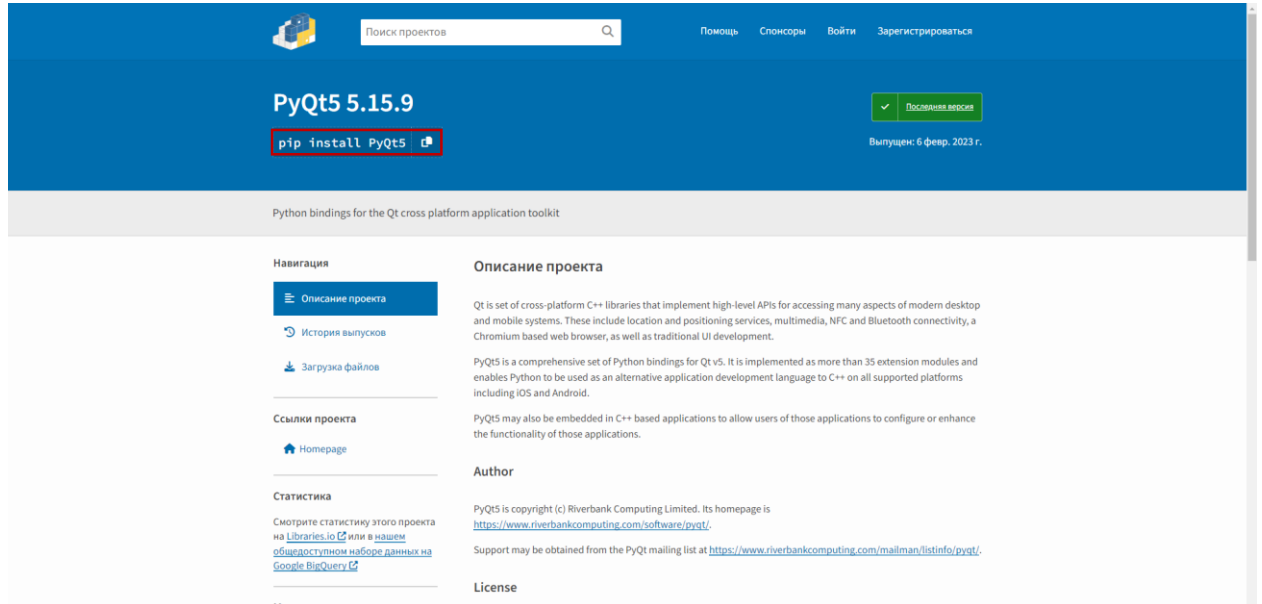 Поиск проектов
Помощь Спонсоры Войти Зарегистрироваться
PyQt5 5.15.9
Последняя версия
pip install PyQt5
Выпущен: 6 февр. 2023 г.
Python bindings for the Qt cross platform application toolkit
Навигация
Описание проекта
История выпусков
Загрузка файлов
Ссылки проекта
Homepage
Статистика
Смотрите статистику этого проекта
на Libraries.io или в нашем
общедоступном наборе данных на
Google BigQuery
Описание проекта
Qt is set of cross-platform C++ libraries that implement high-level APIs for accessing many aspects of modern desktop
and mobile systems. These include location and positioning services, multimedia, NFC and Bluetooth connectivity, a
Chromium based web browser, as well as traditional UI development.
PyQt5 is a comprehensive set of Python bindings for Qt v5. It is implemented as more than 35 extension modules and
enables Python to be used as an alternative application development language to C++ on all supported platforms
including iOS and Android.
PyQt5 may also be embedded in C++ based applications to allow users of those applications to configure or enhance
the functionality of those applications.
Author
PyQt5 is copyright (c) Riverbank Computing Limited. Its homepage is
https://www.riverbankcomputing.com/software/pyqt/.
Support may be obtained from the PyQt mailing list at https://www.riverbankcomputing.com/mailman/listinfo/pyqt/.
License